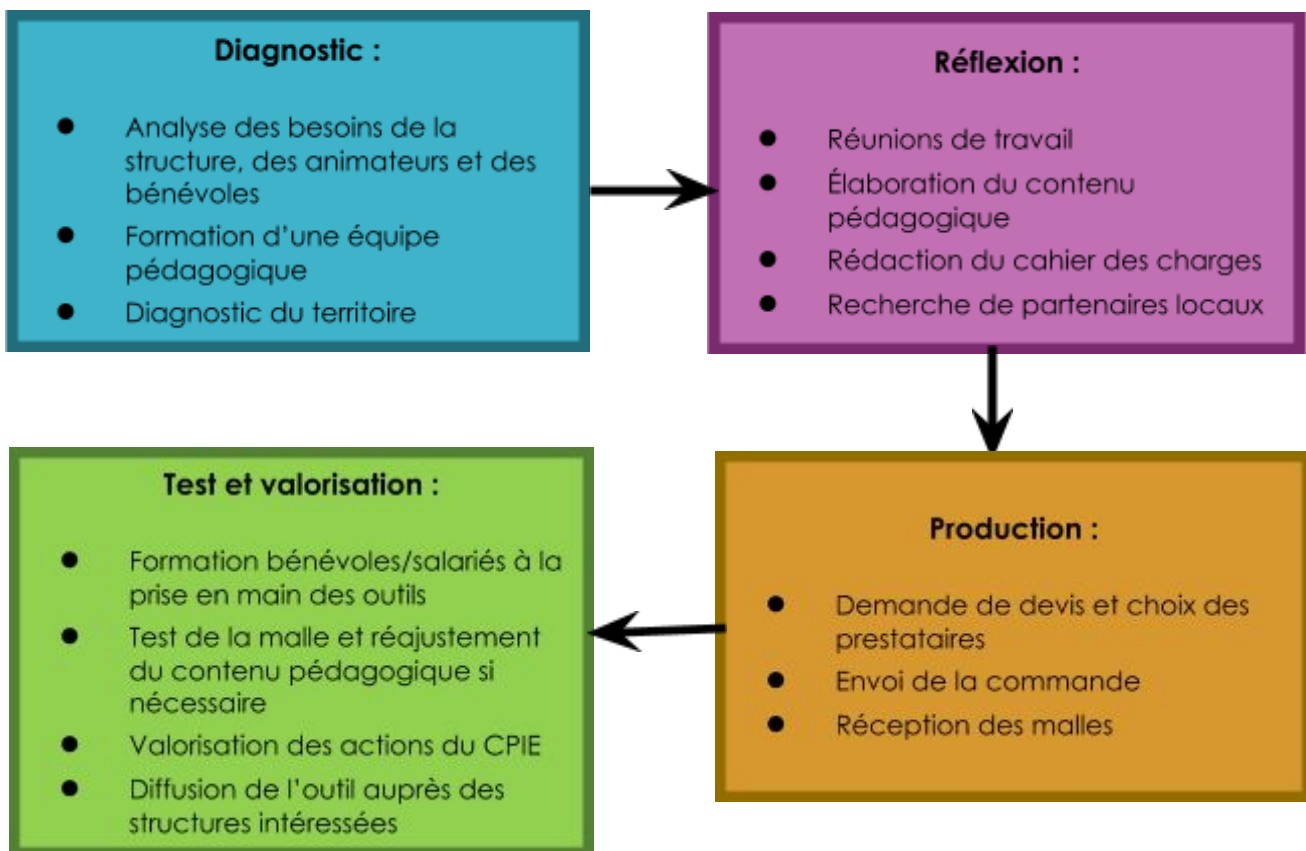 Diagnostic :
● Analyse des besoins de la
structure, des animateurs et des
bénévoles
● Formation d'une équipe
pédagogique
● Diagnostic du territoire
Réflexion :
● Réunions de travail
● Élaboration du contenu
pédagogique
● Rédaction du cahier des charges
● Recherche de partenaires locaux
Production :
● Demande de devis et choix des
prestataires
● Envoi de la commande
● Réception des malles
Test et valorisation :
● Formation bénévoles/salariés à la
prise en main des outils
● Test de la malle et réajustement
du contenu pédagogique si
nécessaire
● Valorisation des actions du CPIE
● Diffusion de l'outil auprès des
structures intéressées